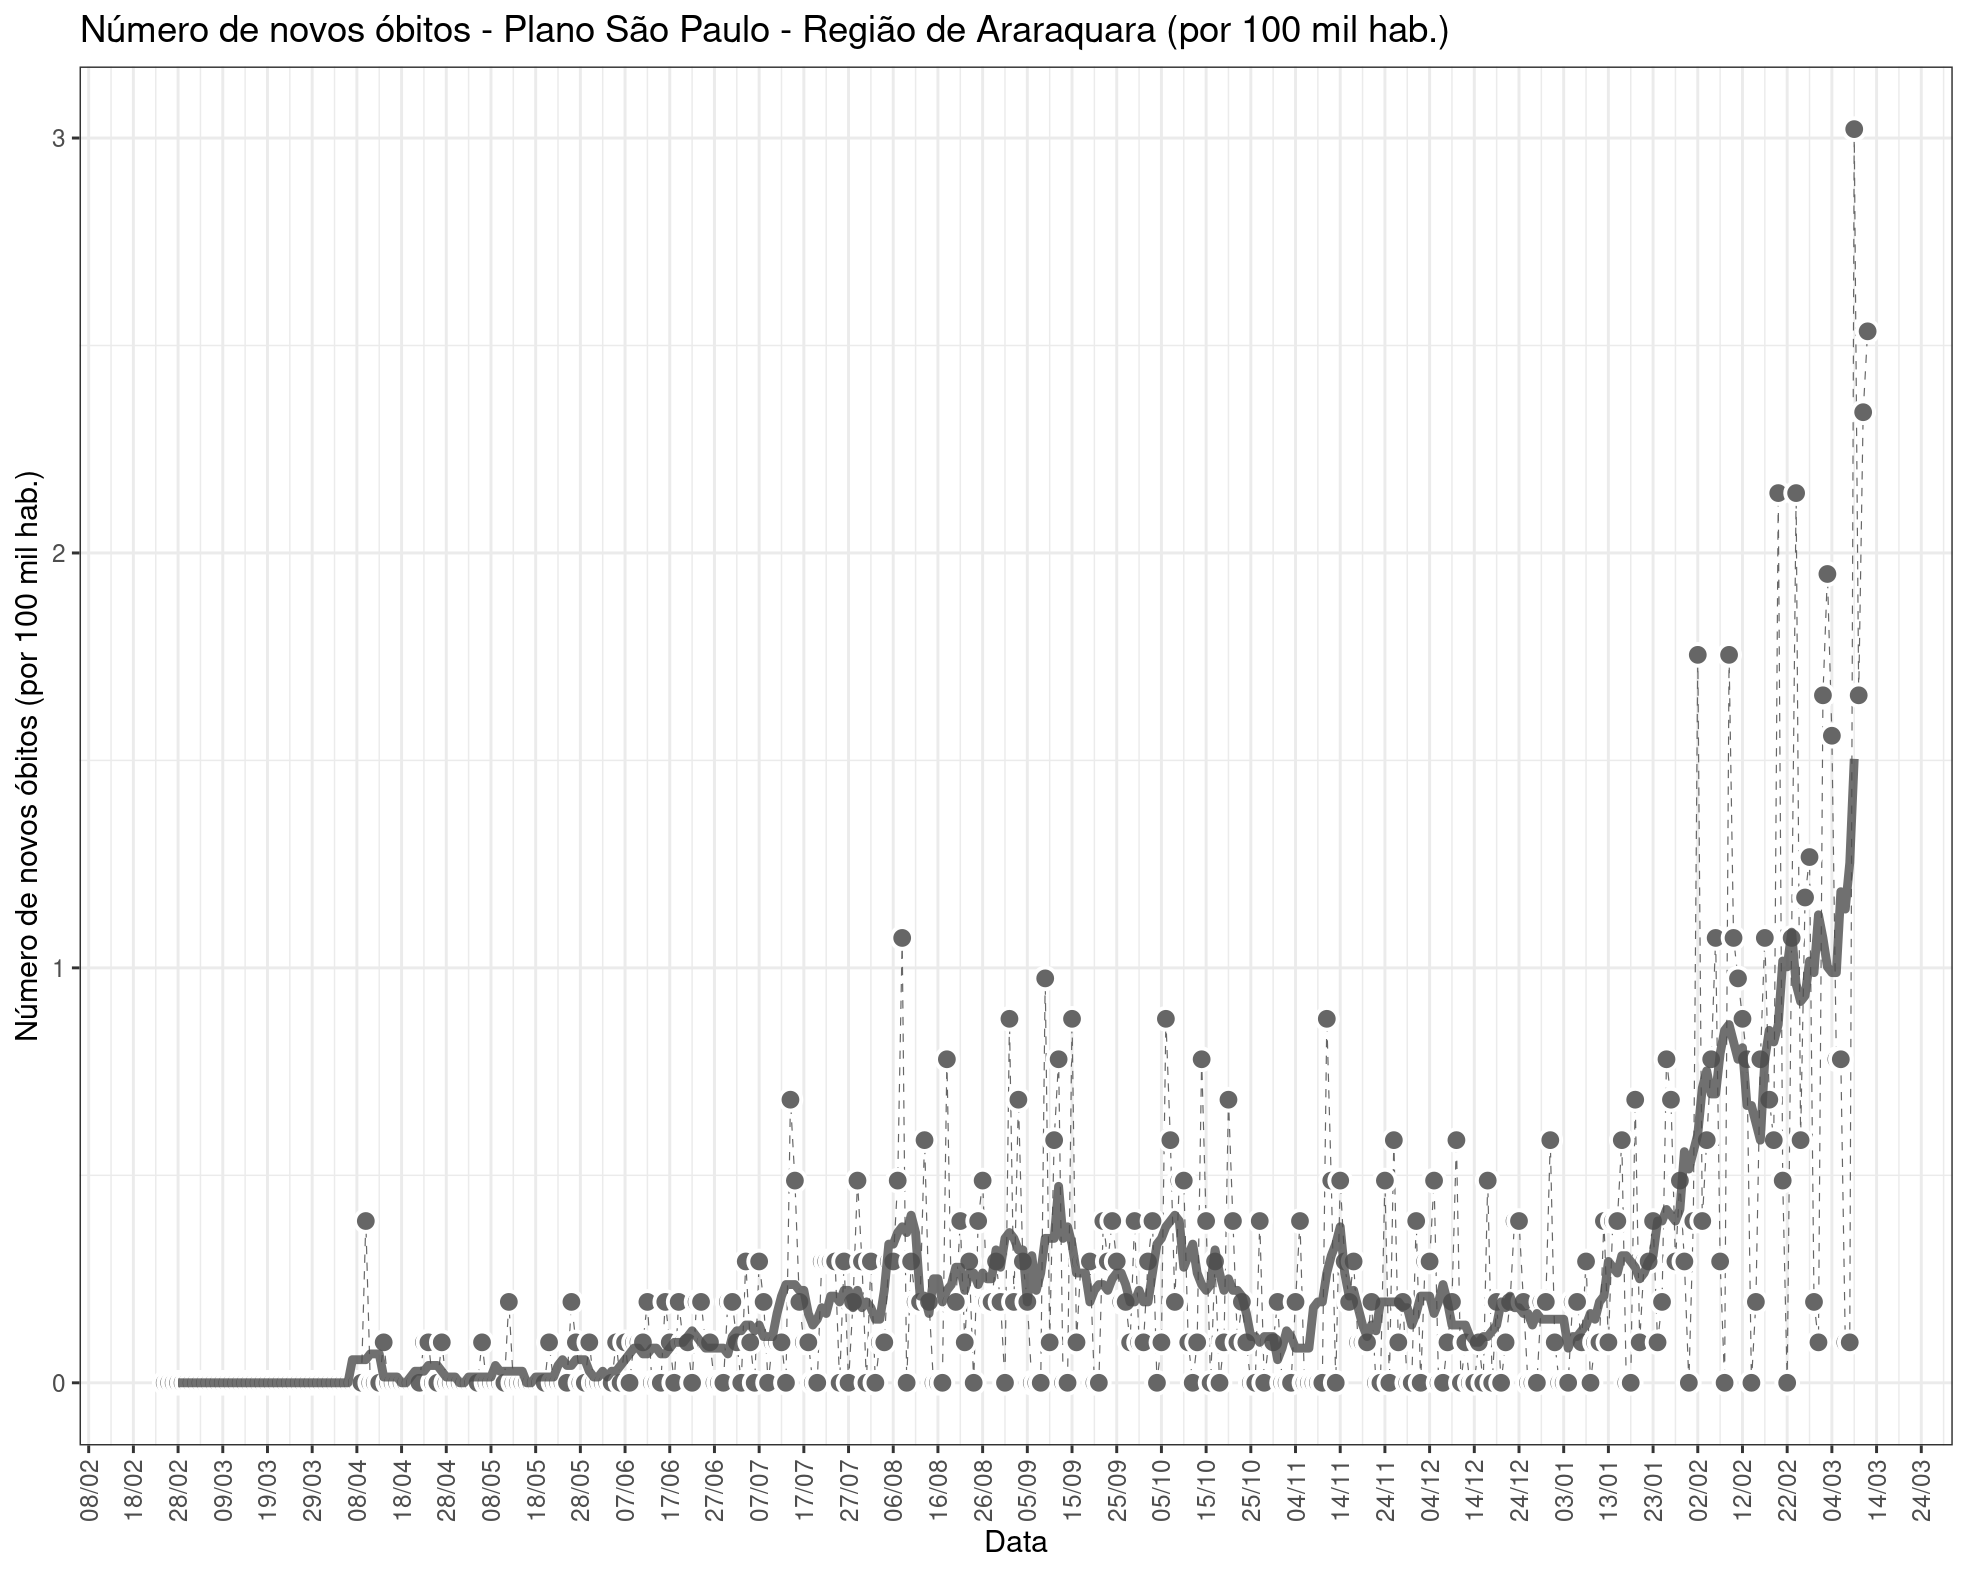 Número de novos óbitos - Plano São Paulo - Região de Araraquara (por 100 mil hab.)
Número de novos óbitos (por 100 mil hab.)
3
2
1
0
08/02 18/02 28/02 09/03 19/03 29/03 08/04 18/04 28/04 08/05 18/05 28/05 07/06 17/06 27/06 07/07 17/07 27/07 06/08 16/08 26/08 05/09 15/09 25/09 05/10 15/10 25/10 04/11 14/11 24/11 04/12 14/12 24/12 03/01 13/01 23/01 02/02 12/02 22/02 04/03 14/03 24/03
Data